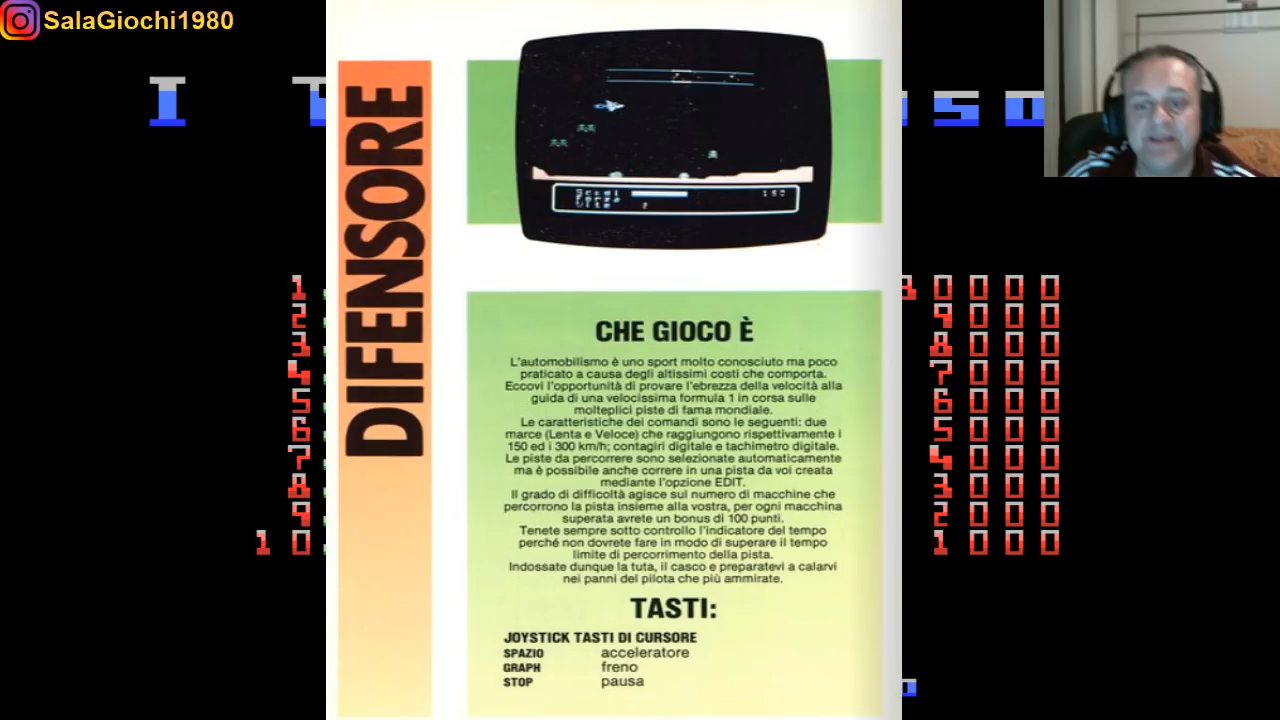 SalaGiochi1980
DIFENSORE
Scudi
Forza
Vite 2
150
CHE GIOCO È
L'automobilismo è uno sport molto conosciuto ma poco
praticato a causa degli altissimi costi che comporta.
Eccovi l'opportunità di provare l'ebrezza della velocità alla
guida di una velocissima formula 1 in corsa sulle
molteplici piste di fama mondiale.
Le caratteristiche dei comandi sono le seguenti: due
marce (Lenta e Veloce) che raggiungono rispettivamente i
150 ed i 300 km/h; contagiri digitale e tachimetro digitale.
Le piste da percorrere sono selezionate automaticamente
ma è possibile anche correre in una pista da voi creata
mediante l'opzione EDIT.
Il grado di difficoltà agisce sul numero di macchine che
percorrono la pista insieme alla vostra, per ogni macchina
superata avrete un bonus di 100 punti.
Tenete sempre sotto controllo l'indicatore del tempo
perché non dovrete fare in modo di superare il tempo
limite di percorrimento della pista.
Indossate dunque la tuta, il casco e preparatevi a calarvi
nei panni del pilota che più ammirate.
TASTI:
JOYSTICK TASTI DI CURSORE
SPAZIO acceleratore
GRAPH freno
STOP pausa
I
1 0000
2 9000
3 8000
4 7000
5 6000
6 5000
7 4000
8 3000
9 2000
10 1000